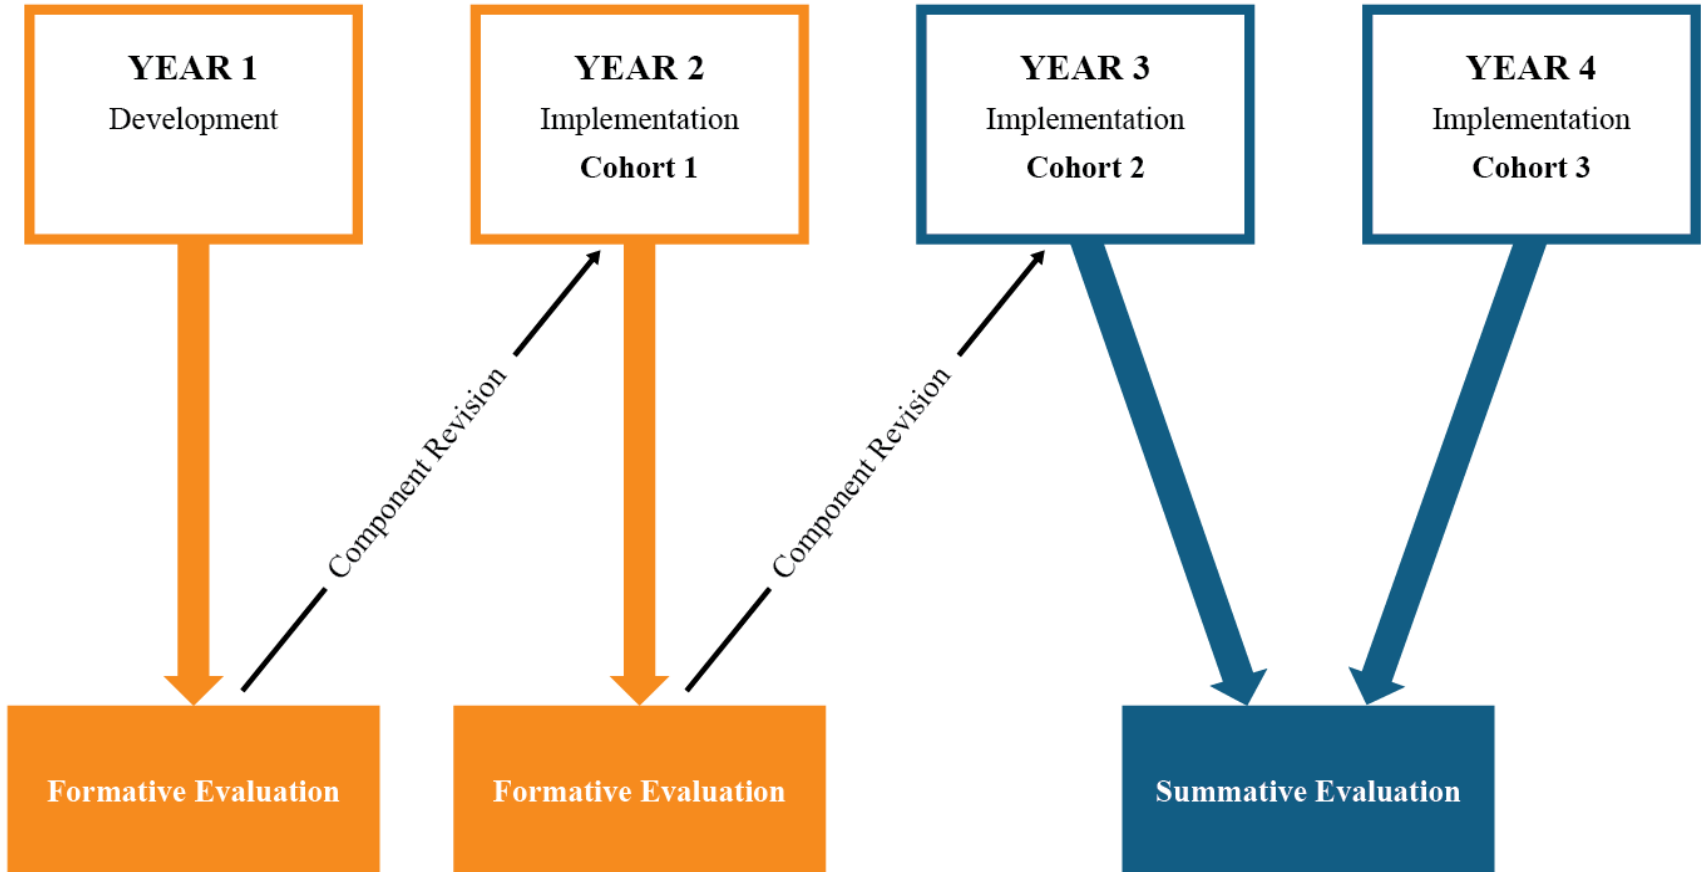 YEAR 1
Development
YEAR 2
Implementation
Cohort 1
YEAR 3
Implementation
Cohort 2
YEAR 4
Implementation
Cohort 3
Component Revision
Component Revision
Formative Evaluation
Formative Evaluation
Summative Evaluation